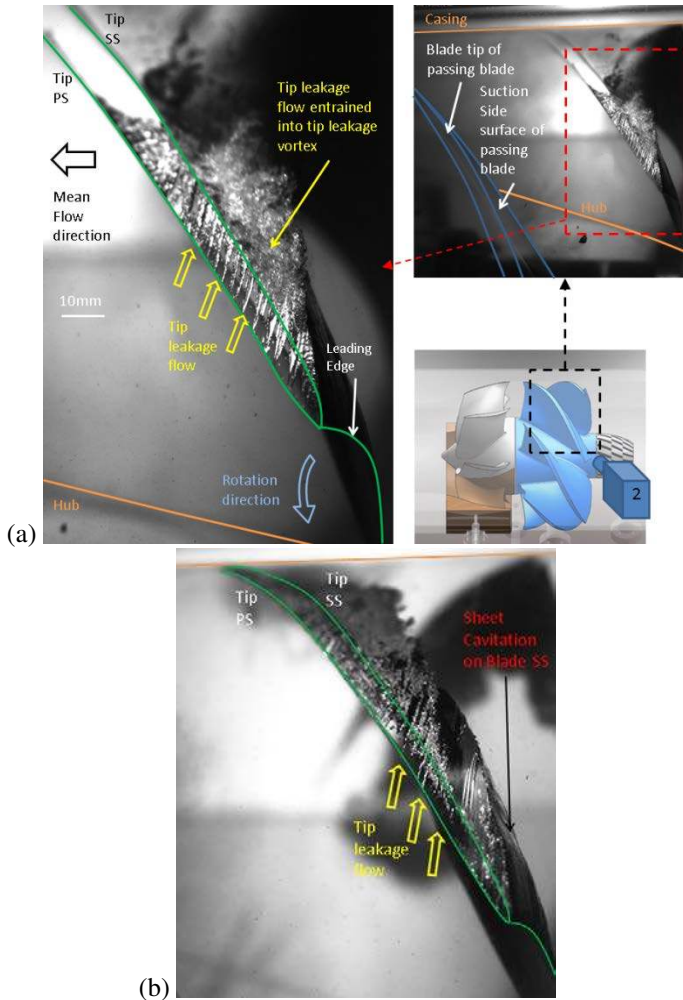 Tip
SS
Tip
PS
Tip leakage
flow entrained
into tip leakage
vortex
Mean
Flow
direction
10mm
Tip
leakage
flow
Leading
Edge
Rotation
direction
Hub
(a)
Casing
Blade tip of
passing blade
Suction
Side
surface of
passing
blade
Hub
2
Tip
SS
Tip
PS
Sheet
Cavitation
on Blade SS
Tip
leakage
flow
(b)